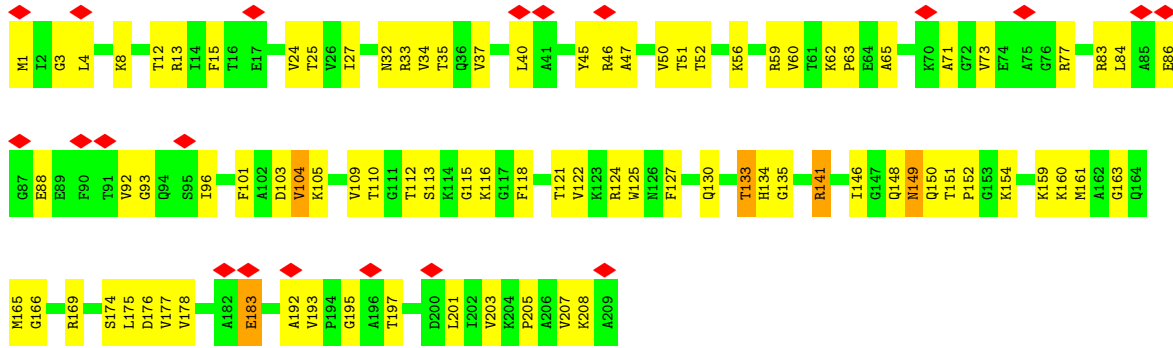 M1 I2 G3 L4 K8 T12 R13 I14 F15 T16 E17 V24 T25 V26 I27 N32 R33 V34 T35 Q36 V37 L40 A41 Y45 R46 A47 V50 T51 T52 K56 R59 V60 T61 K62 P63 E64 A65 K70 A71 G72 V73 E74 A75 G76 R77 R83 L84 A85 E86
G87 E88 E89 F90 T91 V92 G93 Q94 S95 I96 F101 A102 D103 V104 K105 V109 T110 G111 T112 S113 K114 G115 K116 G117 F118 T121 V122 K123 R124 W125 N126 F127 Q130 T133 H134 G135 R141 I146 G147 Q148 N149 Q150 T151 P152 G153 K154 K159 K160 M161 A162 G163 Q164
M165 G166 R169 S174 L175 D176 V177 V178 A182 E183 A192 V193 P194 G195 A196 T197 D200 L201 I202 V203 K204 P205 A206 V207 K208 A209